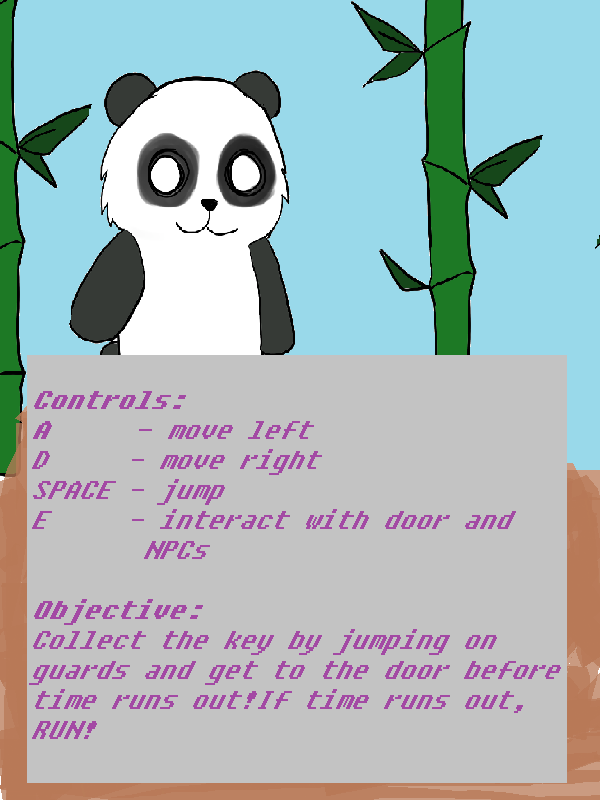 Controls:
A - move left
D - move right
SPACE - jump
E - interact with door and
NPCs
Objective:
Collect the key by jumping on
guards and get to the door before
time runs out!If time runs out,
RUN!